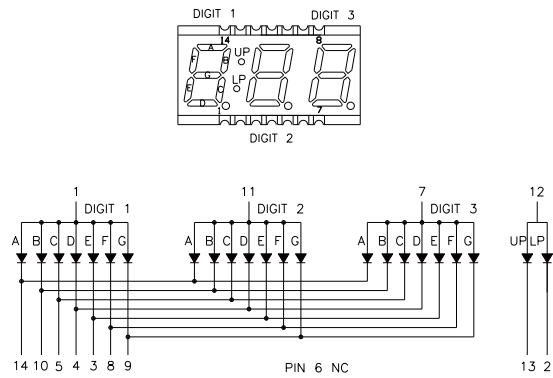 DIGIT 1 DIGIT 3
14 8
A
F B UP
G
E C LP
D
1 7
DIGIT 2
1 11 7 12
DIGIT 1 DIGIT 2 DIGIT 3
A B C D E F G A B C D E F G A B C D E F G UP LP
14 10 5 4 3 8 9 PIN 6 NC 13 2